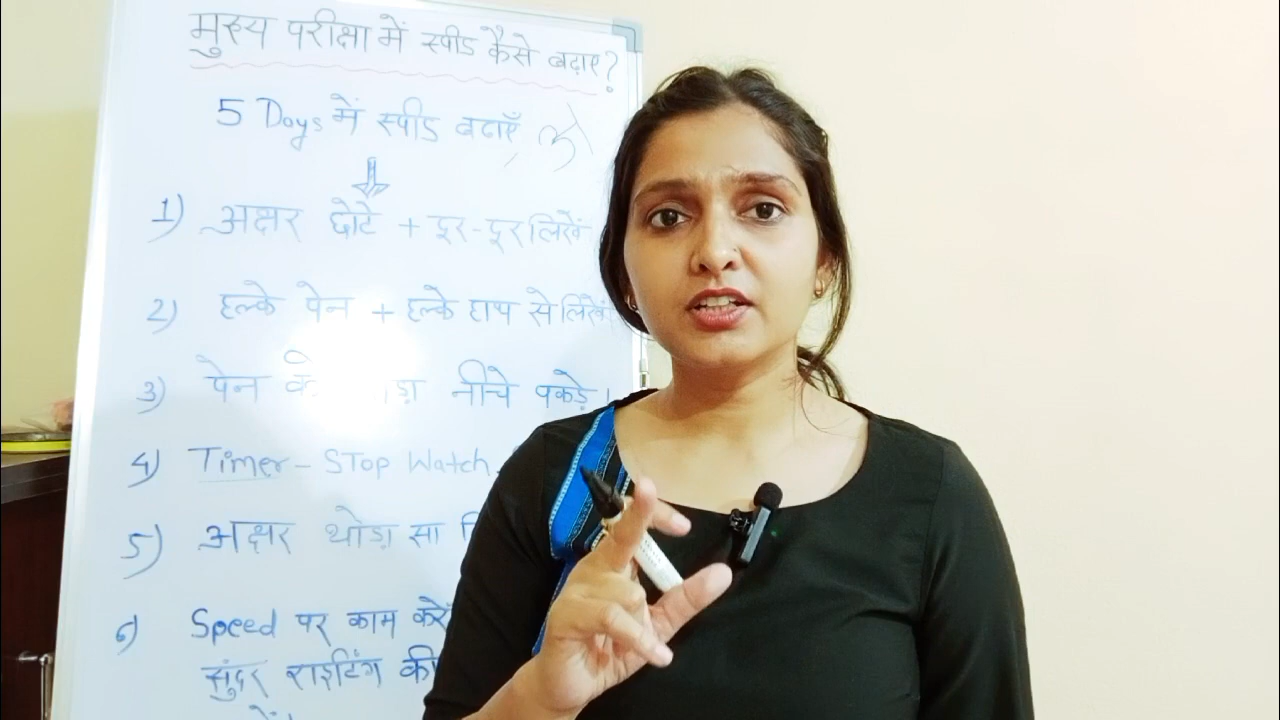 मुख्य परीक्षा में स्पीड कैसे बढ़ाए?
5 Days में स्पीड बढाएँ
1) अक्षर छोटे + दूर-दूर लिखें
2) हल्के पेन + हल्के हाथ से लिखें
3) पेन नीचे पकड़े।
4) Timer - STop Watch
5) अक्षर थोड़ा सा
6) Speed पर काम करें
सुंदर राइटिंग की